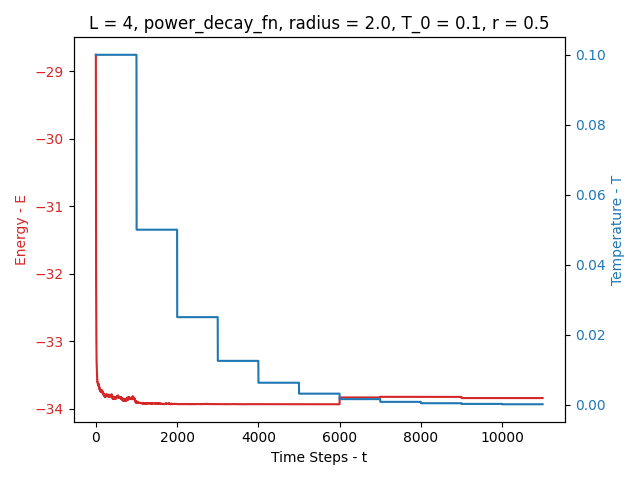 L = 4, power_decay_fn, radius = 2.0, T_0 = 0.1, r = 0.5
−29
−30
−31
−32
−33
−34
Energy - E
0.10
0.08
0.06
0.04
0.02
0.00
Temperature - T
0 2000 4000 6000 8000 10000
Time Steps - t